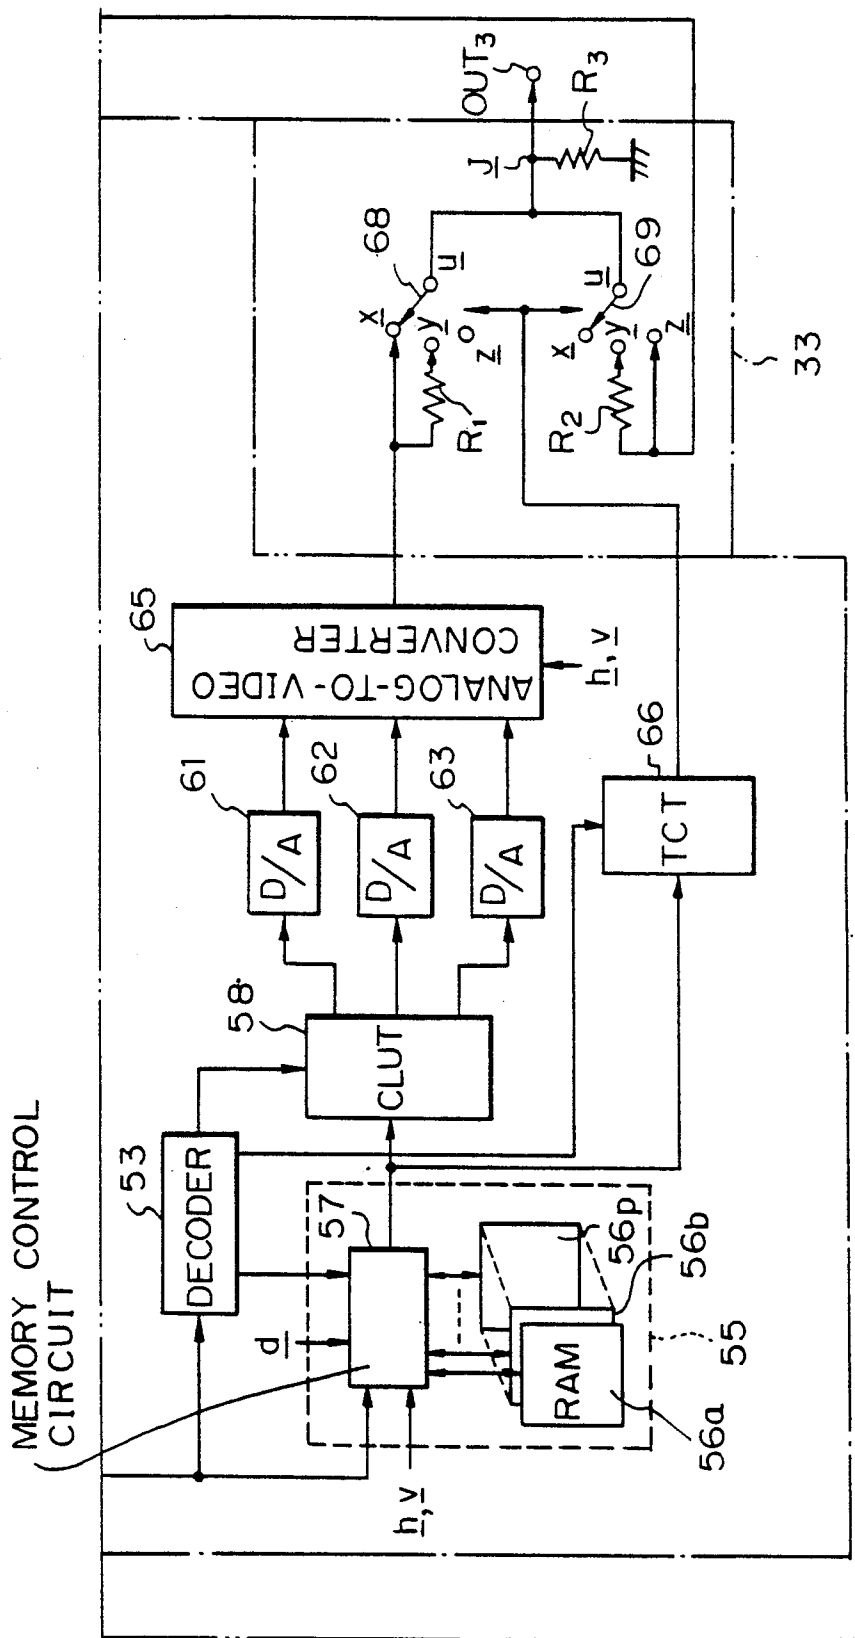 MEMORY CONTROL
CIRCUIT
53
DECODER
57
d
h, v
RAM
56a
56b
56p
55
58
CLUT
61
D/A
62
D/A
63
D/A
65
ANALOG-TO-VIDEO
CONVERTER
h, v
66
TCT
R1
x
y
z
u
68
R2
x
y
z
u
69
J
OUT3
R3
33